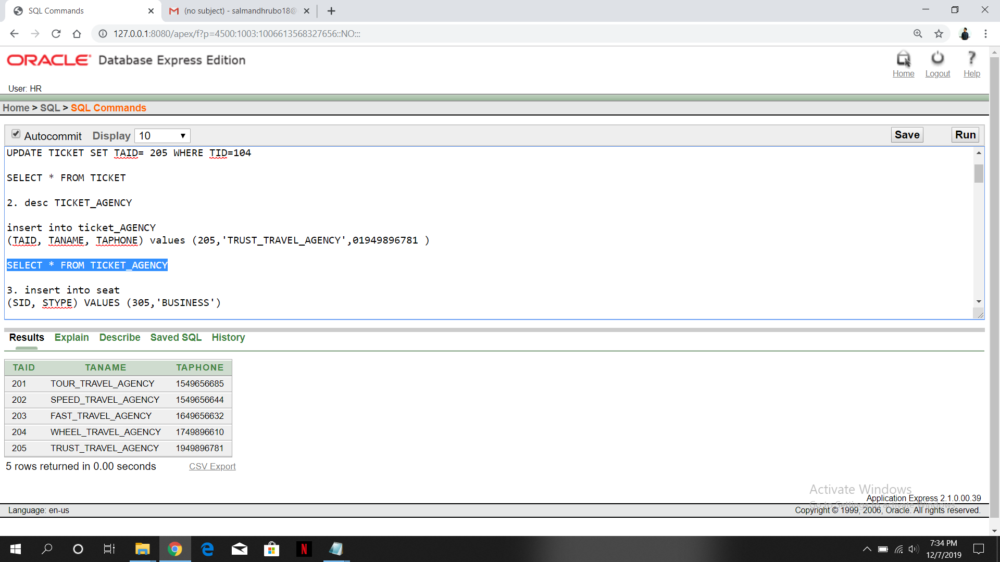 SQL Commands
(no subject) - salmandhrubo18@
127.0.0.1:8080/apex/f?p=4500:1003:1006613568327656::NO:::
ORACLE Database Express Edition
Home Logout Help
User: HR
Home > SQL > SQL Commands
Autocommit Display 10 Save Run
UPDATE TICKET SET TAID= 205 WHERE TID=104
SELECT * FROM TICKET
2. desc TICKET_AGENCY
insert into ticket_AGENCY
(TAID, TANAME, TAPHONE) values (205,'TRUST_TRAVEL_AGENCY',01949896781 )
SELECT * FROM TICKET_AGENCY
3. insert into seat
(SID, STYPE) VALUES (305,'BUSINESS')
Results Explain Describe Saved SQL History
TAID TANAME TAPHONE
201 TOUR_TRAVEL_AGENCY 1549656685
202 SPEED_TRAVEL_AGENCY 1549656644
203 FAST_TRAVEL_AGENCY 1649656632
204 WHEEL_TRAVEL_AGENCY 1749896610
205 TRUST_TRAVEL_AGENCY 1949896781
5 rows returned in 0.00 seconds CSV Export
Activate Windows
Go to Settings to activate Windows.
Application Express 2.1.0.00.39
Language: en-us Copyright © 1999, 2006, Oracle. All rights reserved.
7:34 PM
12/7/2019